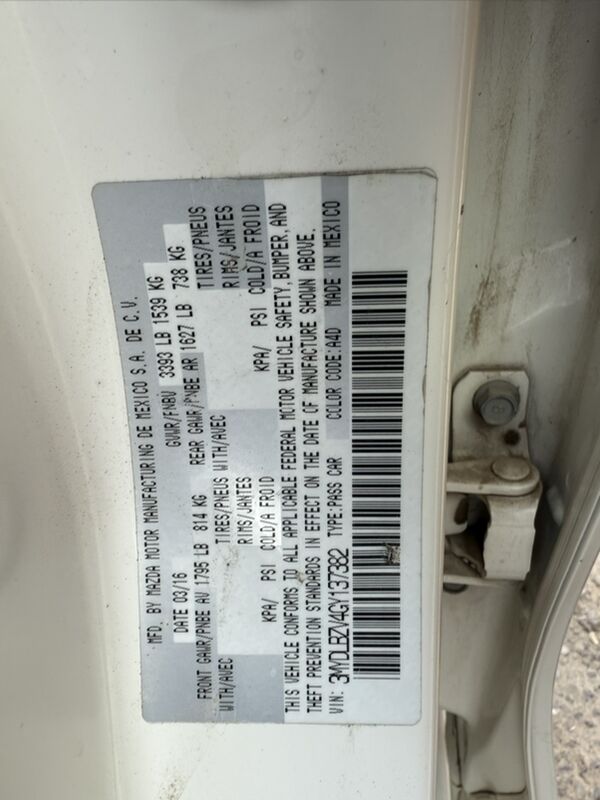 MFD. BY MAZDA MOTOR MANUFACTURING DE MEXICO S.A. DE C.V.
DATE 03/16 GVWR/PNBV 3393 LB 1539 KG
FRONT GAWR/PNBE AV 1795 LB 814 KG REAR GAWR/PNBE AR 1627 LB 738 KG
WITH/AVEC TIRES/PNEUS WITH/AVEC TIRES/PNEUS
RIMS/JANTES RIMS/JANTES
KPA/ PSI COLD/A FROID KPA/ PSI COLD/A FROID
THIS VEHICLE CONFORMS TO ALL APPLICABLE FEDERAL MOTOR VEHICLE SAFETY, BUMPER, AND
THEFT PREVENTION STANDARDS IN EFFECT ON THE DATE OF MANUFACTURE SHOWN ABOVE.
VIN: 3MYDLBZV4GY137382 TYPE:PASS CAR COLOR CODE:A4D MADE IN MEXICO